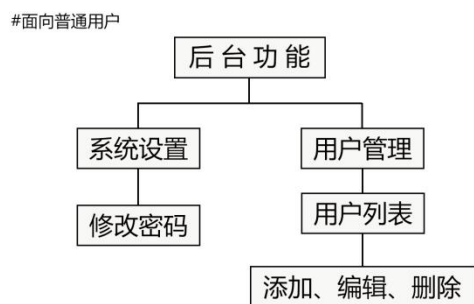 #面向普通用户
后台功能
系统设置
用户管理
修改密码
用户列表
添加、编辑、删除